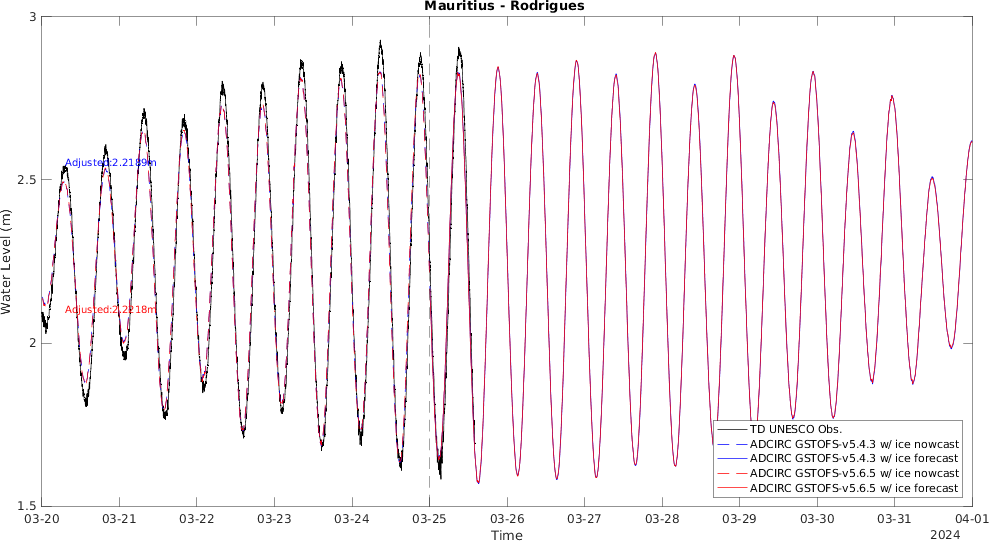 Mauritius - Rodrigues
3
2.5
2
1.5
Water Level (m)
Adjusted:2.2189m
Adjusted:2.2218m
TD UNESCO Obs.
ADCIRC GSTOFS-v5.4.3 w/ ice nowcast
ADCIRC GSTOFS-v5.4.3 w/ ice forecast
ADCIRC GSTOFS-v5.6.5 w/ ice nowcast
ADCIRC GSTOFS-v5.6.5 w/ ice forecast
03-20 03-21 03-22 03-23 03-24 03-25 03-26 03-27 03-28 03-29 03-30 03-31 04-01
Time
2024